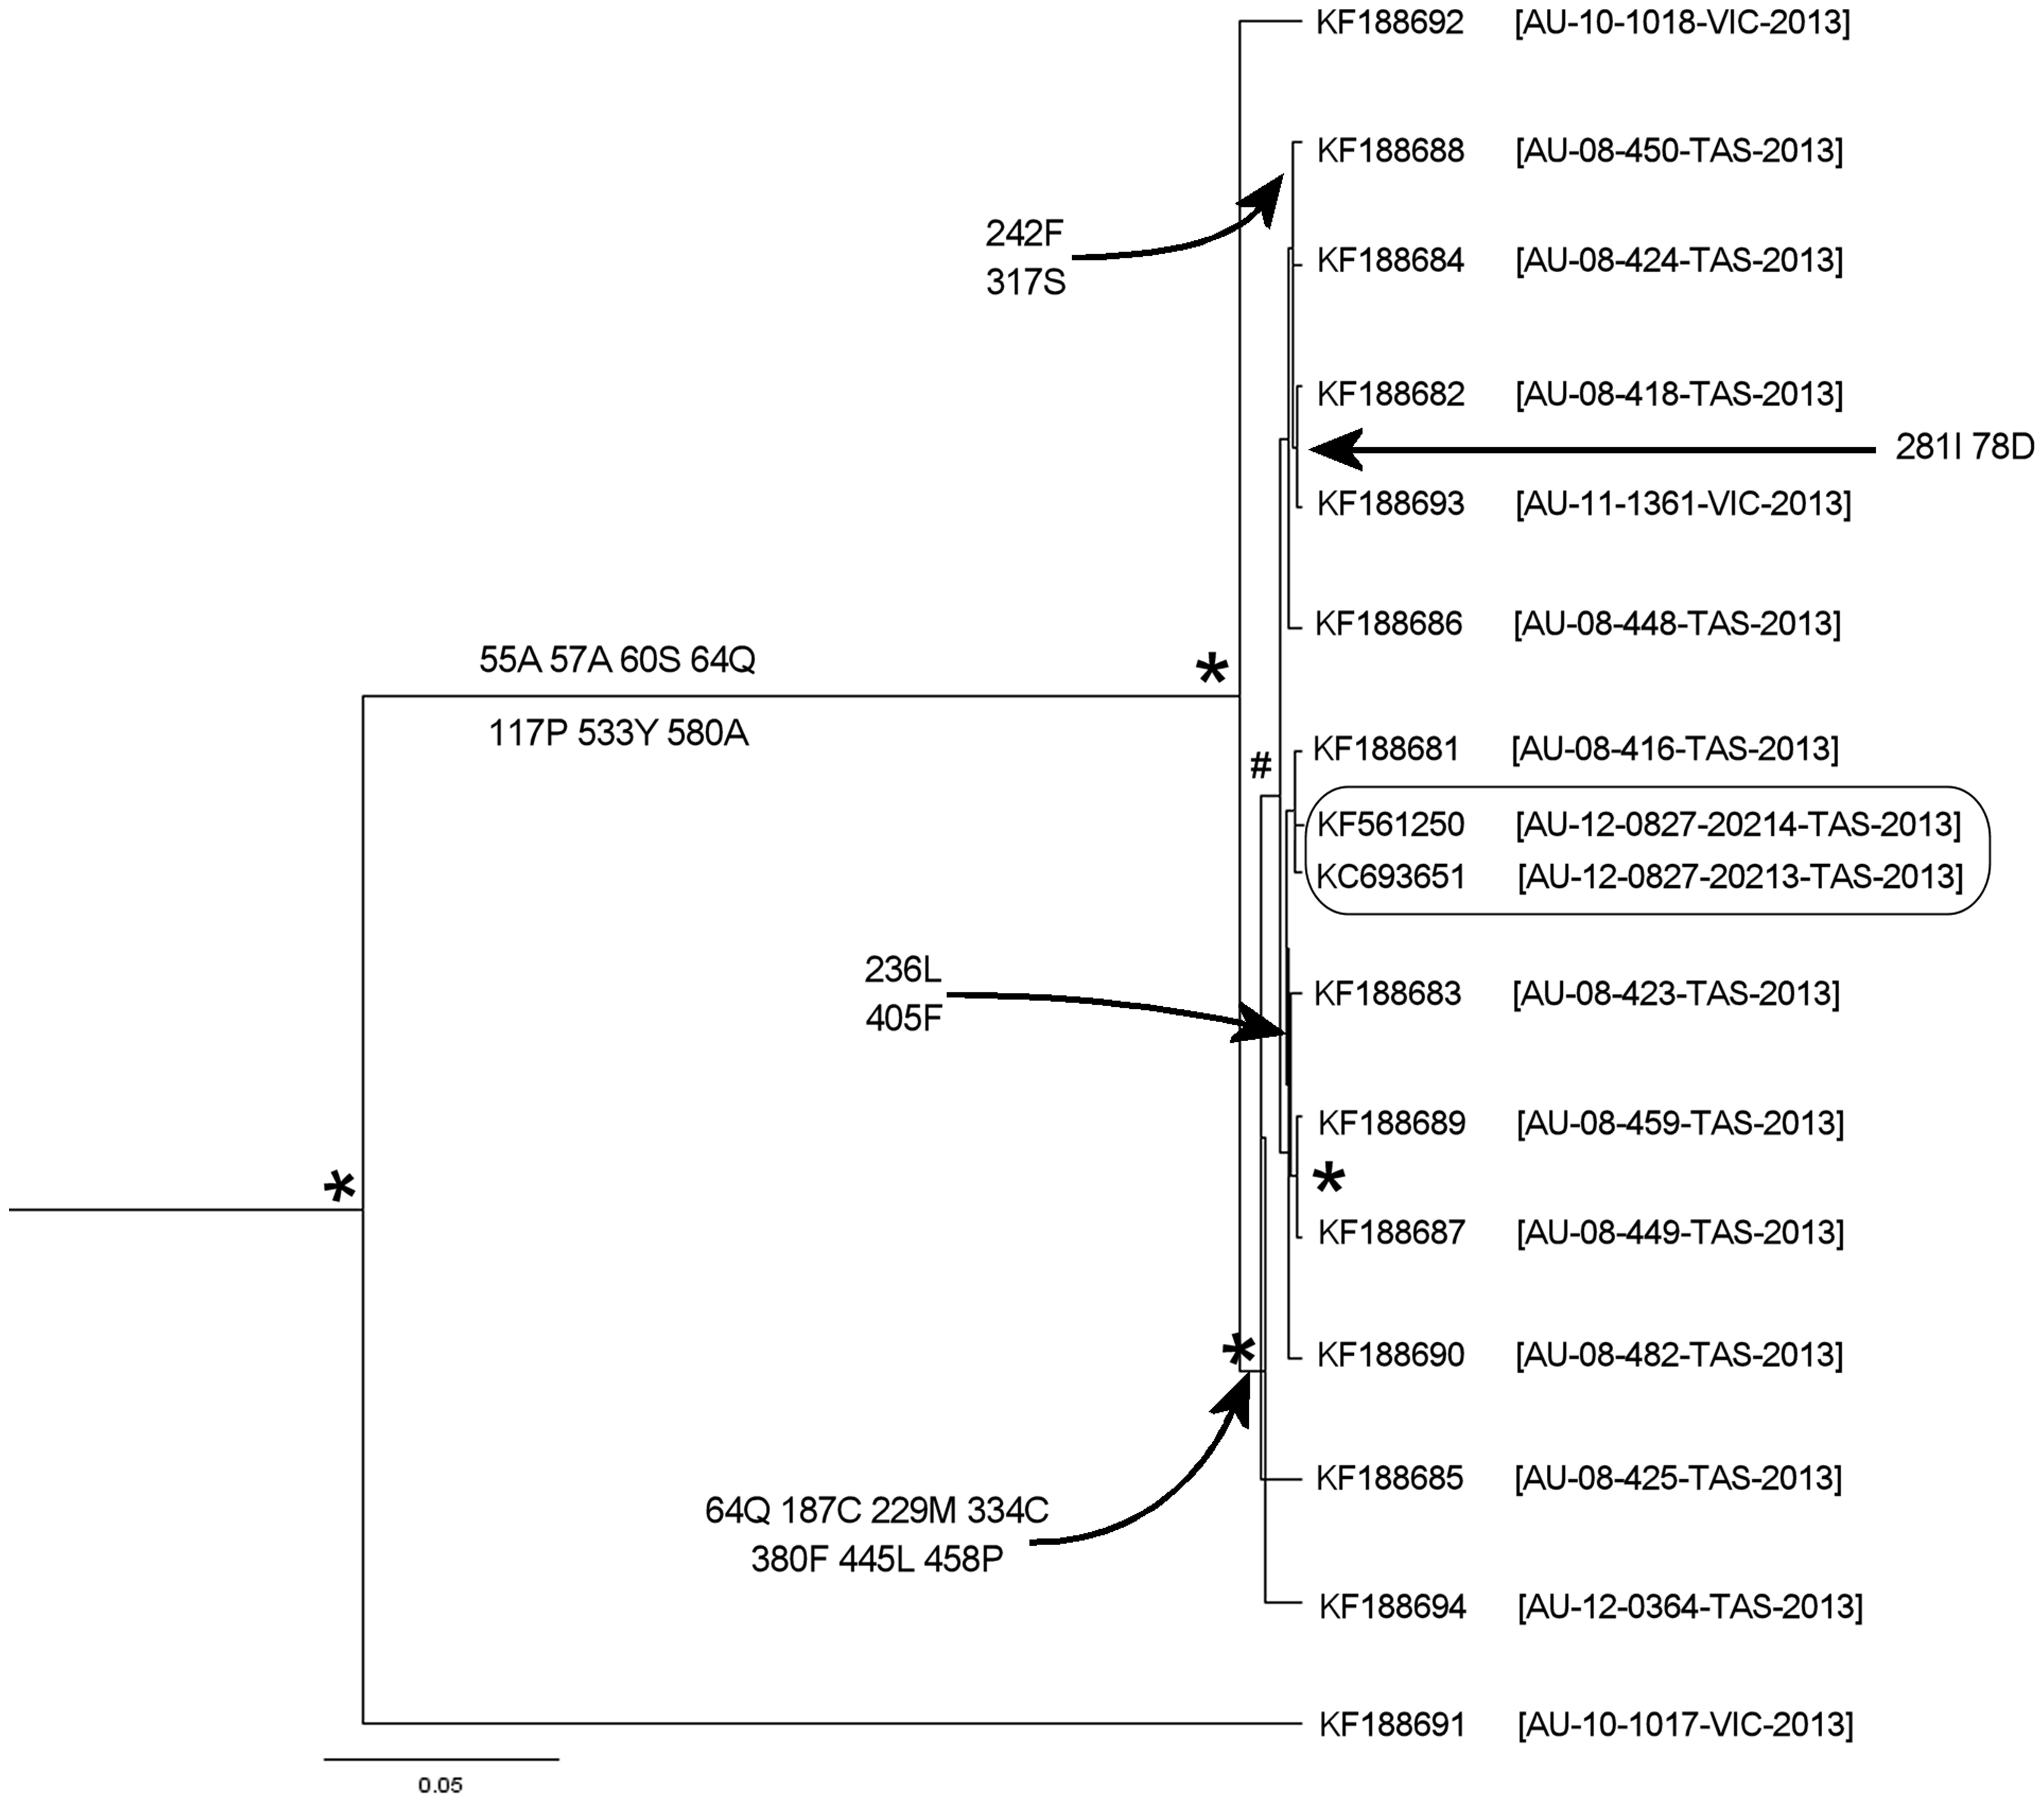 KF188692 [AU-10-1018-VIC-2013]
KF188688 [AU-08-450-TAS-2013]
242F
317S
KF188684 [AU-08-424-TAS-2013]
KF188682 [AU-08-418-TAS-2013]
281I 78D
KF188693 [AU-11-1361-VIC-2013]
KF188686 [AU-08-448-TAS-2013]
55A 57A 60S 64Q
*
117P 533Y 580A
#
KF188681 [AU-08-416-TAS-2013]
KF561250 [AU-12-0827-20214-TAS-2013]
KC693651 [AU-12-0827-20213-TAS-2013]
236L
405F
KF188683 [AU-08-423-TAS-2013]
KF188689 [AU-08-459-TAS-2013]
*
*
KF188687 [AU-08-449-TAS-2013]
*
KF188690 [AU-08-482-TAS-2013]
KF188685 [AU-08-425-TAS-2013]
64Q 187C 229M 334C
380F 445L 458P
KF188694 [AU-12-0364-TAS-2013]
KF188691 [AU-10-1017-VIC-2013]
0.05